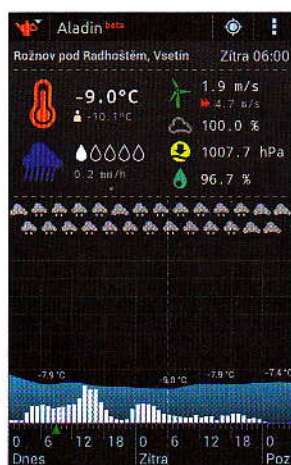 Aladin beta
Rožnov pod Radhoštěm, Vsetín Zítra 06:00
-9.0°C
-10.1°C
0.2 mm/h
1.9 m/s
4.7 m/s
100.0 %
1007.7 hPa
96.7 %
-7.9 °C -9.0 °C -7.9 °C -7.4 °C
0 6 12 18 0 6 12 18 0
Dnes Zítra Poz